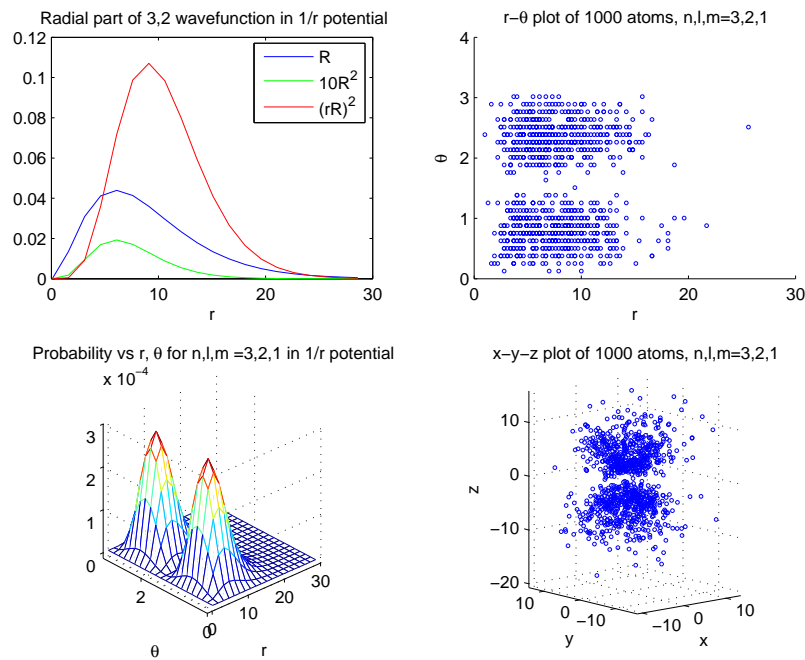 Radial part of 3,2 wavefunction in 1/r potential
0.12
0.1
0.08
0.06
0.04
0.02
0
0 10 20 30
r
R
10R²
(rR)²
r−θ plot of 1000 atoms, n,l,m=3,2,1
4
3
2
1
0
θ
0 10 20 30
r
Probability vs r, θ for n,l,m =3,2,1 in 1/r potential
x 10⁻⁴
3
2
1
0
2
0
θ
0
10
20
30
r
x−y−z plot of 1000 atoms, n,l,m=3,2,1
10
0
−10
−20
z
10
0
−10
y
−10
0
10
x